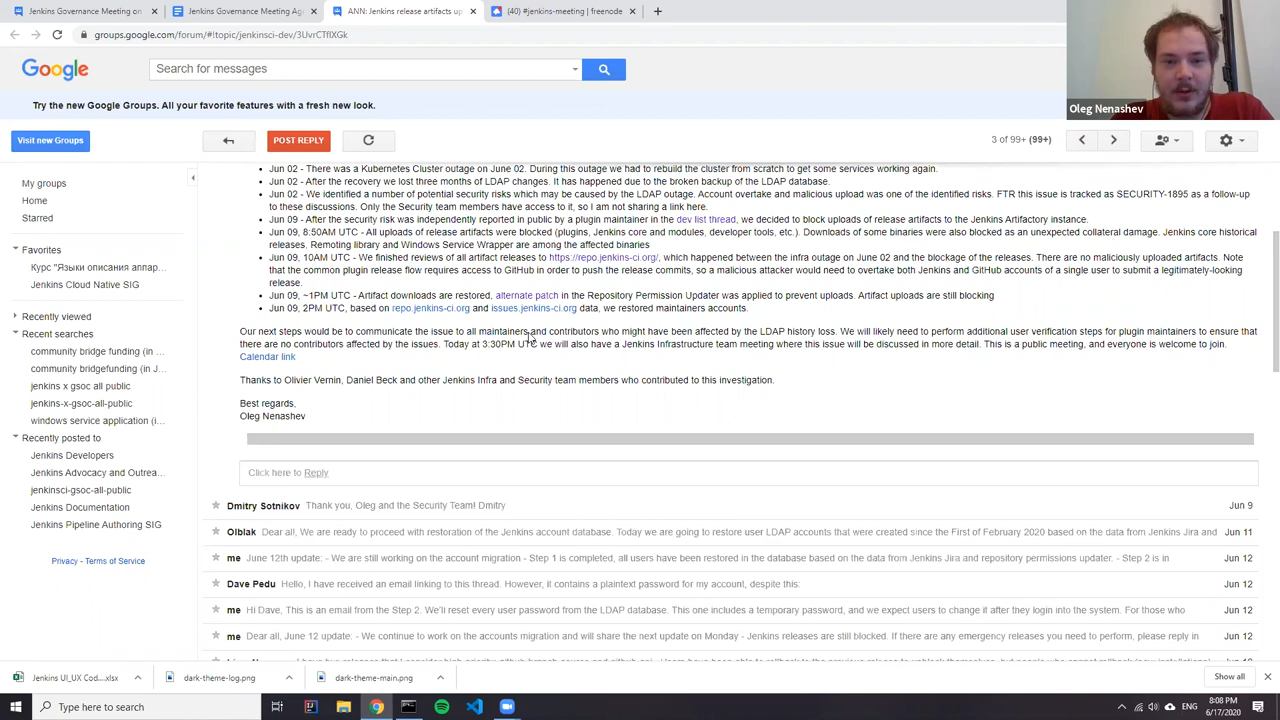 Jenkins Governance Meeting on
Jenkins Governance Meeting Ag
ANN: Jenkins release artifacts up
(40) #jenkins-meeting | freenode
groups.google.com/forum/#!topic/jenkinsci-dev/3UvrCTflXGk
Google
Search for messages
Oleg Nenashev
Try the new Google Groups. All your favorite features with a fresh new look.
Visit new Groups
POST REPLY
3 of 99+ (99+)
My groups
Home
Starred
Favorites
Курс "Языки описания аппар...
Jenkins Cloud Native SIG
Recently viewed
Recent searches
community bridge funding (in ...
community bridgefunding (in J...
jenkins x gsoc all public
jenkins-x-gsoc-all-public
windows service application (i...
Recently posted to
Jenkins Developers
Jenkins Advocacy and Outrea...
jenkinsci-gsoc-all-public
Jenkins Documentation
Jenkins Pipeline Authoring SIG
Privacy - Terms of Service
Jun 02 - There was a Kubernetes Cluster outage on June 02. During this outage we had to rebuild the cluster from scratch to get some services working again.
Jun 02 - After the recovery we lost three months of LDAP changes. It has happened due to the broken backup of the LDAP database.
Jun 02 - We identified a number of potential security risks which may be caused by the LDAP outage. Account overtake and malicious upload was one of the identified risks. FTR this issue is tracked as SECURITY-1895 as a follow-up
to these discussions. Only the Security team members have access to it, so I am not sharing a link here.
Jun 09 - After the security risk was independently reported in public by a plugin maintainer in the dev list thread, we decided to block uploads of release artifacts to the Jenkins Artifactory instance.
Jun 09, 8:50AM UTC - All uploads of release artifacts were blocked (plugins, Jenkins core and modules, developer tools, etc.). Downloads of some binaries were also blocked as an unexpected collateral damage. Jenkins core historical
releases, Remoting library and Windows Service Wrapper are among the affected binaries
Jun 09, 10AM UTC - We finished reviews of all artifact releases to https://repo.jenkins-ci.org/, which happened between the infra outage on June 02 and the blockage of the releases. There are no maliciously uploaded artifacts. Note
that the common plugin release flow requires access to GitHub in order to push the release commits, so a malicious attacker would need to overtake both Jenkins and GitHub accounts of a single user to submit a legitimately-looking
release.
Jun 09, ~1PM UTC - Artifact downloads are restored, alternate patch in the Repository Permission Updater was applied to prevent uploads. Artifact uploads are still blocking
Jun 09, 2PM UTC, based on repo.jenkins-ci.org and issues.jenkins-ci.org data, we restored maintainers accounts.
Our next steps would be to communicate the issue to all maintainers and contributors who might have been affected by the LDAP history loss. We will likely need to perform additional user verification steps for plugin maintainers to ensure that
there are no contributors affected by the issues. Today at 3:30PM UTC we will also have a Jenkins Infrastructure team meeting where this issue will be discussed in more detail. This is a public meeting, and everyone is welcome to join.
Calendar link
Thanks to Olivier Vernin, Daniel Beck and other Jenkins Infra and Security team members who contributed to this investigation.
Best regards,
Oleg Nenashev
Click here to Reply
Dmitry Sotnikov Thank you, Oleg and the Security Team! Dmitry Jun 9
Olblak Dear all, We are ready to proceed with restoration of the Jenkins account database. Today we are going to restore user LDAP accounts that were created since the First of February 2020 based on the data from Jenkins Jira and Jun 11
me June 12th update: - We are still working on the account migration - Step 1 is completed, all users have been restored in the database based on the data from Jenkins Jira and repository permissions updater. - Step 2 is in Jun 12
Dave Pedu Hello, I have received an email linking to this thread. However, it contains a plaintext password for my account, despite this: Jun 12
me Hi Dave, This is an email from the Step 2. We'll reset every user password from the LDAP database. This one includes a temporary password, and we expect users to change it after they login into the system. For those who Jun 12
me Dear all, June 12 update: - We continue to work on the accounts migration and will share the next update on Monday - Jenkins releases are still blocked. If there are any emergency releases you need to perform, please reply in Jun 12
Jenkins UI_UX Cod....xlsx
dark-theme-log.png
dark-theme-main.png
Show all
Type here to search
ENG
8:08 PM
6/17/2020